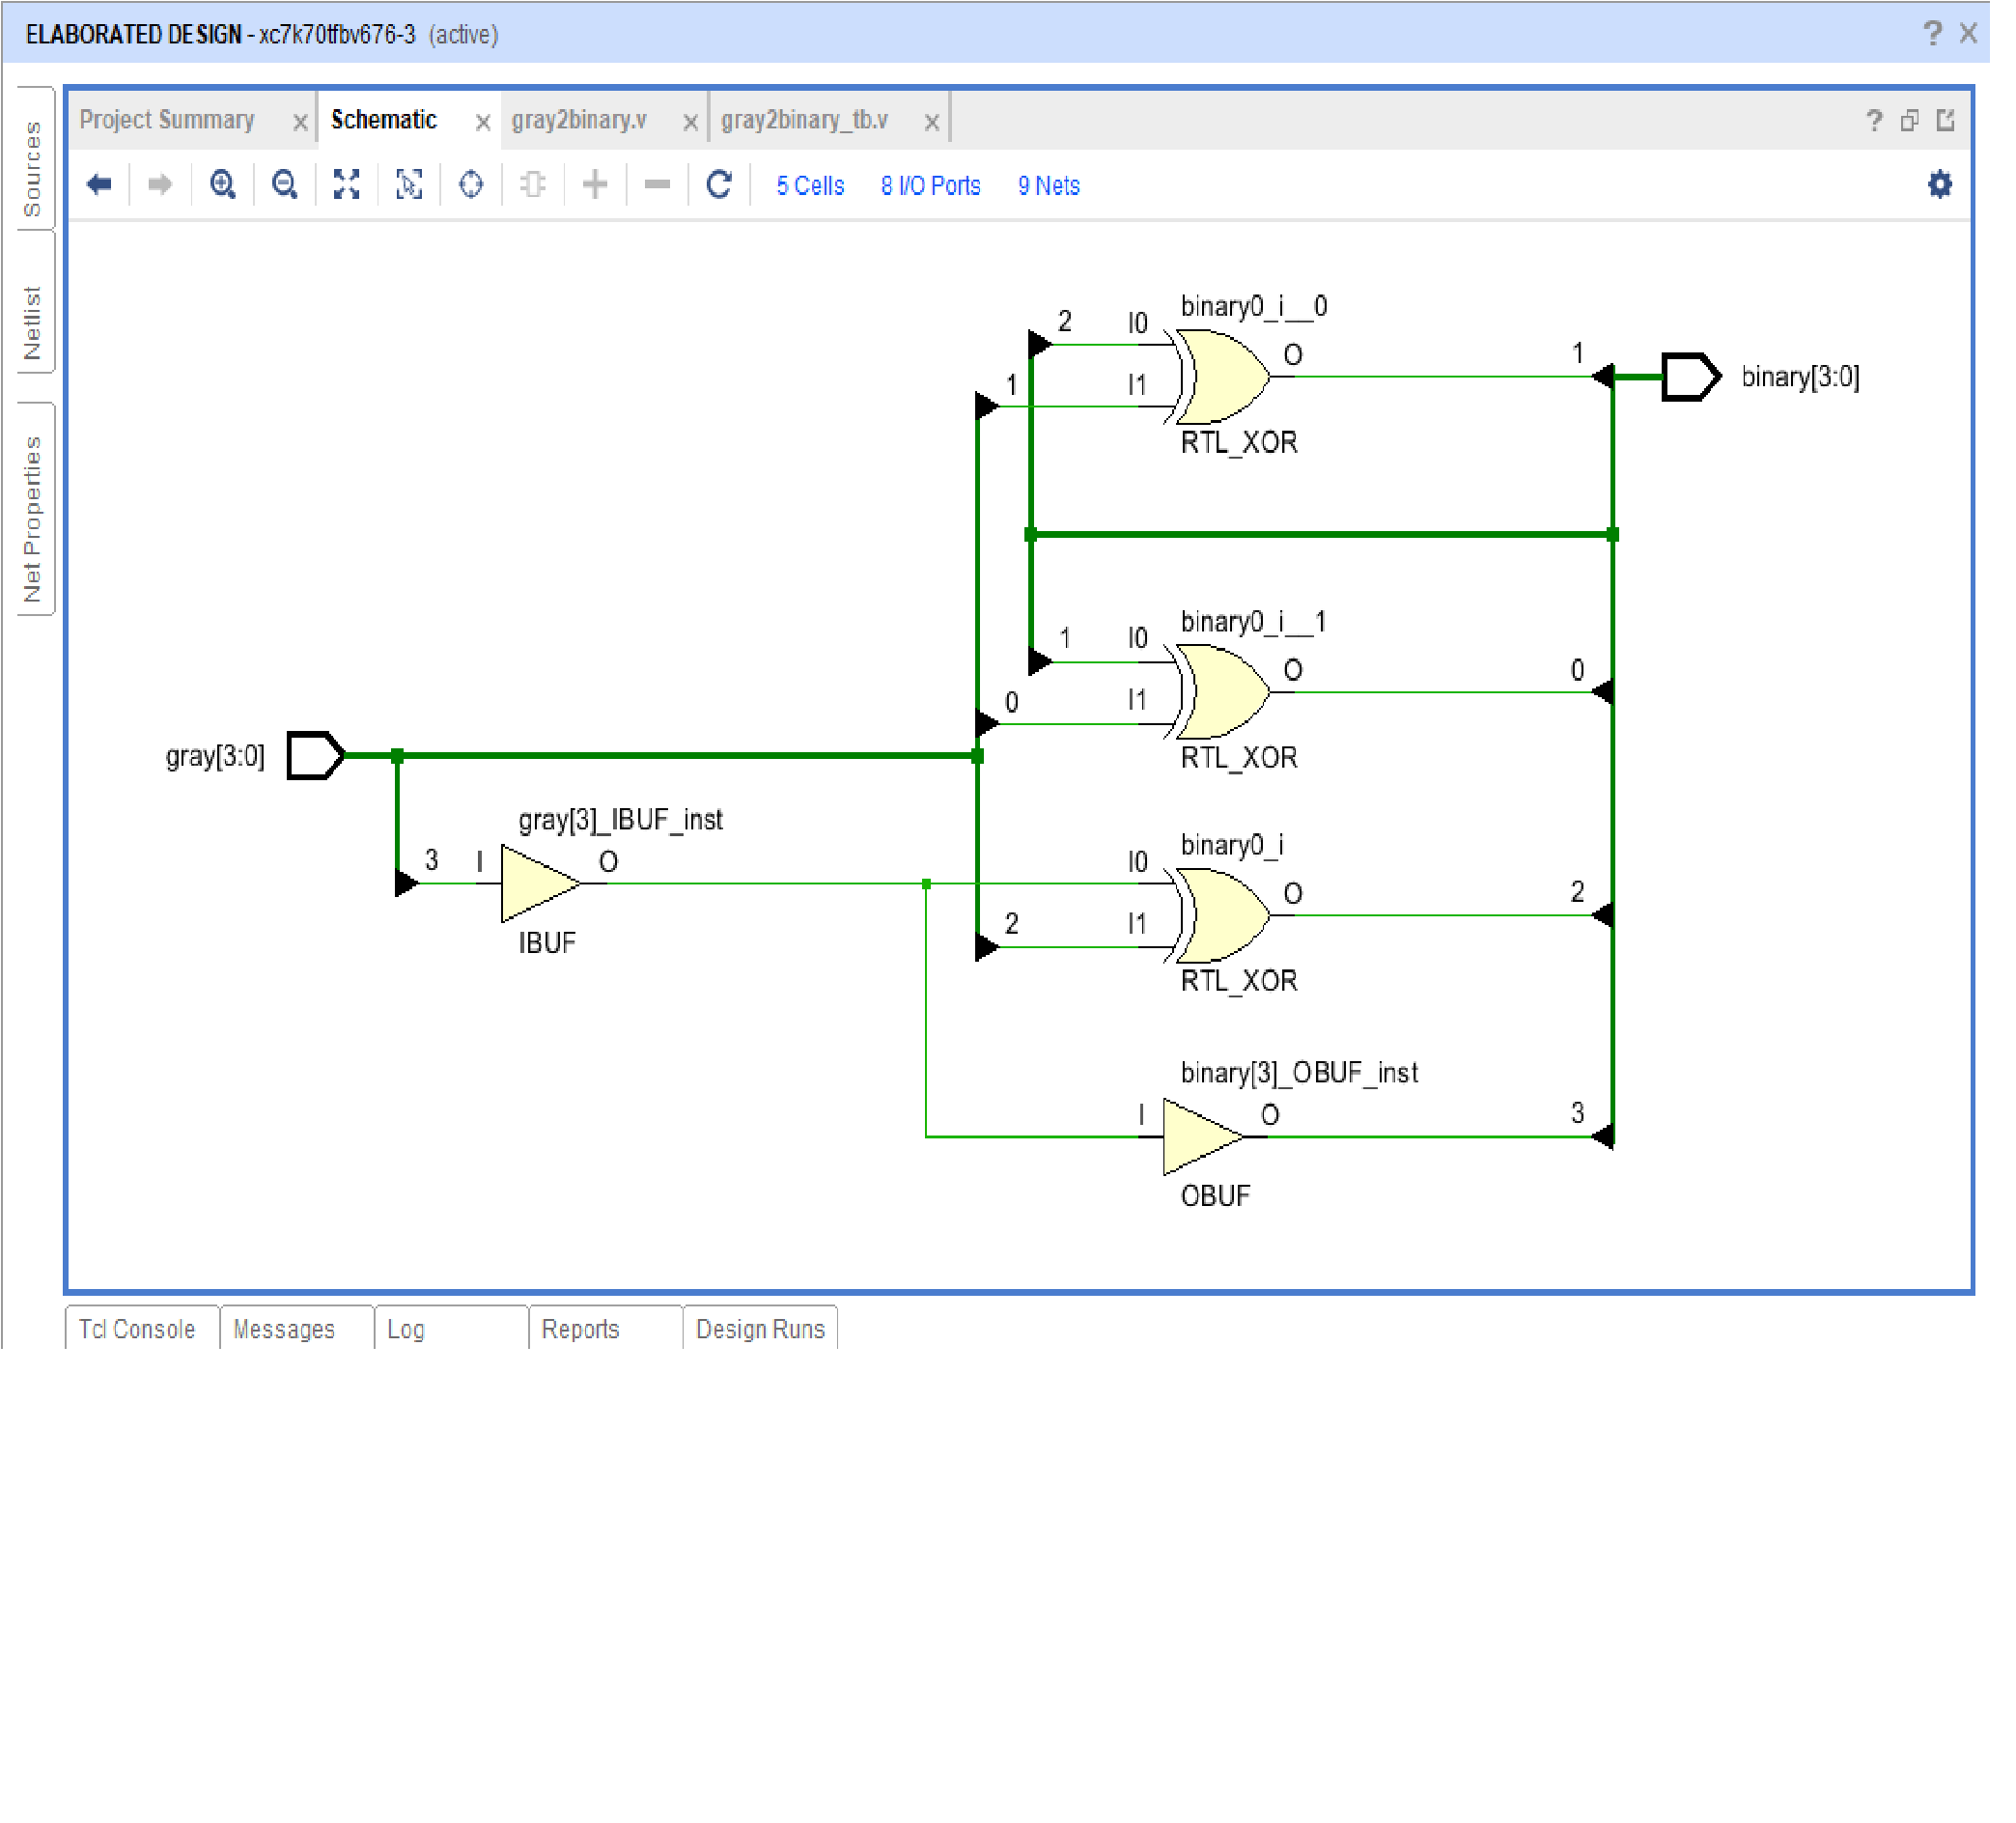 ELABORATED DESIGN - xc7k70tfbv676-3 (active)
? X
Sources
Netlist
Net Properties
Project Summary × Schematic × gray2binary.v × gray2binary_tb.v ×
?
5 Cells 8 I/O Ports 9 Nets
binary0_i__0
2 I0
O
1 I1
1
binary[3:0]
RTL_XOR
binary0_i__1
1 I0
O
0 I1
0
RTL_XOR
gray[3:0]
gray[3]_IBUF_inst
3 I O
IBUF
binary0_i
I0
O
2 I1
2
RTL_XOR
binary[3]_OBUF_inst
I O
3
OBUF
Tcl Console Messages Log Reports Design Runs